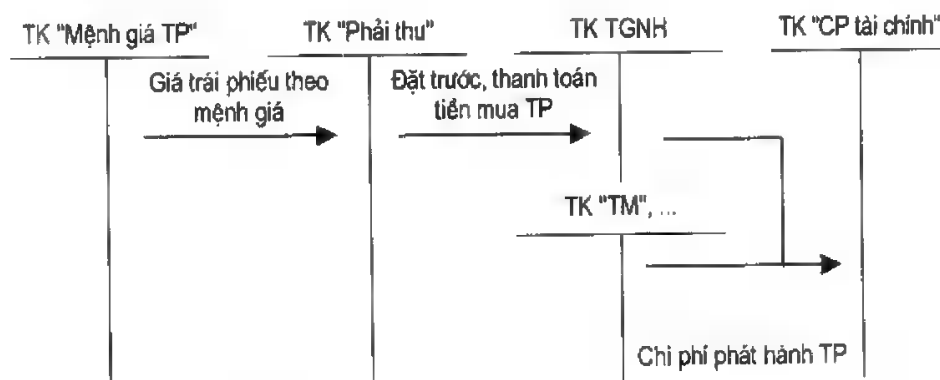 TK "Mệnh giá TP" TK "Phải thu" TK TGNH TK "CP tài chính"
Giá trái phiếu theo
mệnh giá
Đặt trước, thanh toán
tiền mua TP
TK "TM", ...
Chi phí phát hành TP